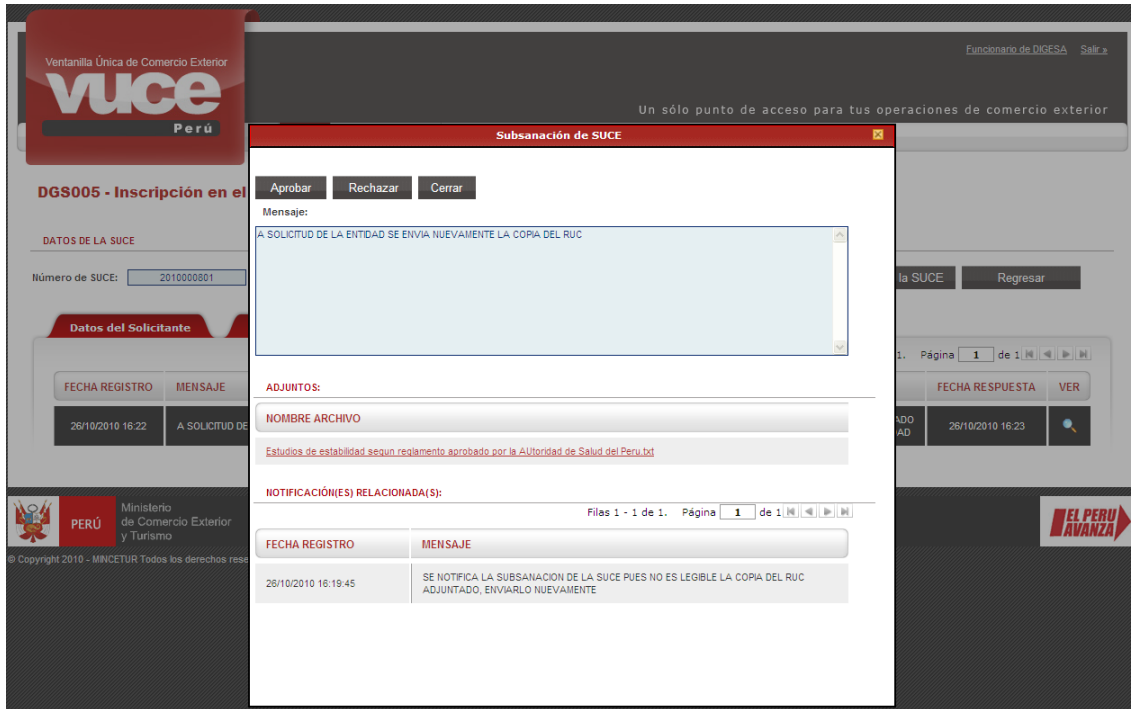 Ventanilla Única de Comercio Exterior
vuce
Perú
Funcionario de DIGESA Salir »
Un sólo punto de acceso para tus operaciones de comercio exterior
Subsanación de SUCE
Aprobar Rechazar Cerrar
Mensaje:
A SOLICITUD DE LA ENTIDAD SE ENVIA NUEVAMENTE LA COPIA DEL RUC
DGS005 - Inscripción en el
DATOS DE LA SUCE
Número de SUCE: 2010000801
la SUCE Regresar
Datos del Solicitante
1. Página 1 de 1
FECHA REGISTRO MENSAJE FECHA RESPUESTA VER
26/10/2010 16:22 A SOLICITUD DE
ADO
AD
26/10/2010 16:23
ADJUNTOS:
NOMBRE ARCHIVO
Estudios de estabilidad segun reglamento aprobado por la AUtoridad de Salud del Peru.txt
NOTIFICACIÓN(ES) RELACIONADA(S):
Filas 1 - 1 de 1. Página 1 de 1
FECHA REGISTRO MENSAJE
26/10/2010 16:19:45 SE NOTIFICA LA SUBSANACION DE LA SUCE PUES NO ES LEGIBLE LA COPIA DEL RUC
ADJUNTADO, ENVIARLO NUEVAMENTE
PERÚ
Ministerio
de Comercio Exterior
y Turismo
EL PERU
AVANZA
© Copyright 2010 - MINCETUR Todos los derechos rese